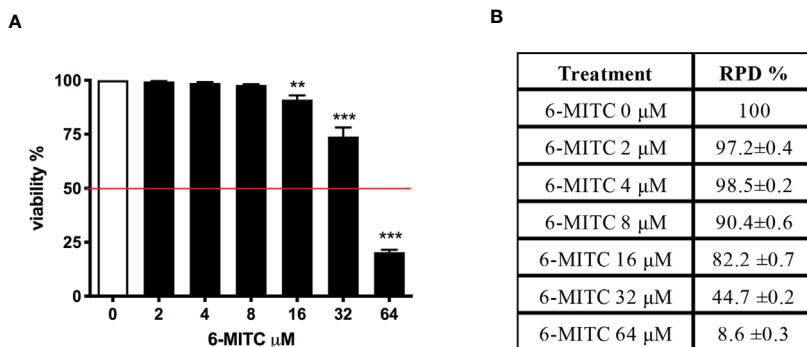 A
100
75
50
25
0
viability %
**
***
***
0 2 4 8 16 32 64
6-MITC μM
B
Treatment RPD %
6-MITC 0 μM 100
6-MITC 2 μM 97.2±0.4
6-MITC 4 μM 98.5±0.2
6-MITC 8 μM 90.4±0.6
6-MITC 16 μM 82.2 ±0.7
6-MITC 32 μM 44.7 ±0.2
6-MITC 64 μM 8.6 ±0.3